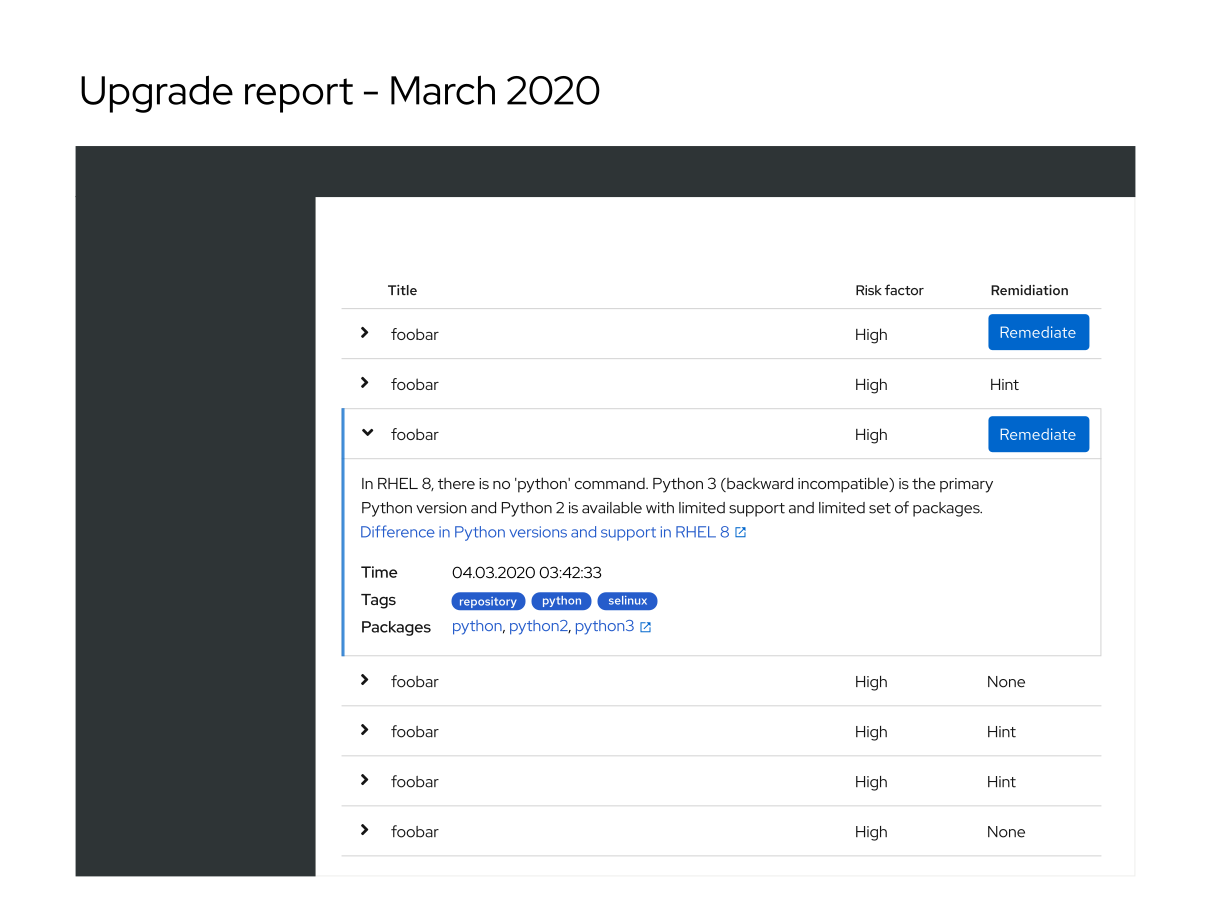 Upgrade report - March 2020
Title Risk factor Remidiation
foobar High Remediate
foobar High Hint
foobar High Remediate
In RHEL 8, there is no 'python' command. Python 3 (backward incompatible) is the primary
Python version and Python 2 is available with limited support and limited set of packages.
Difference in Python versions and support in RHEL 8
Time 04.03.2020 03:42:33
Tags repository python selinux
Packages python, python2, python3
foobar High None
foobar High Hint
foobar High Hint
foobar High None